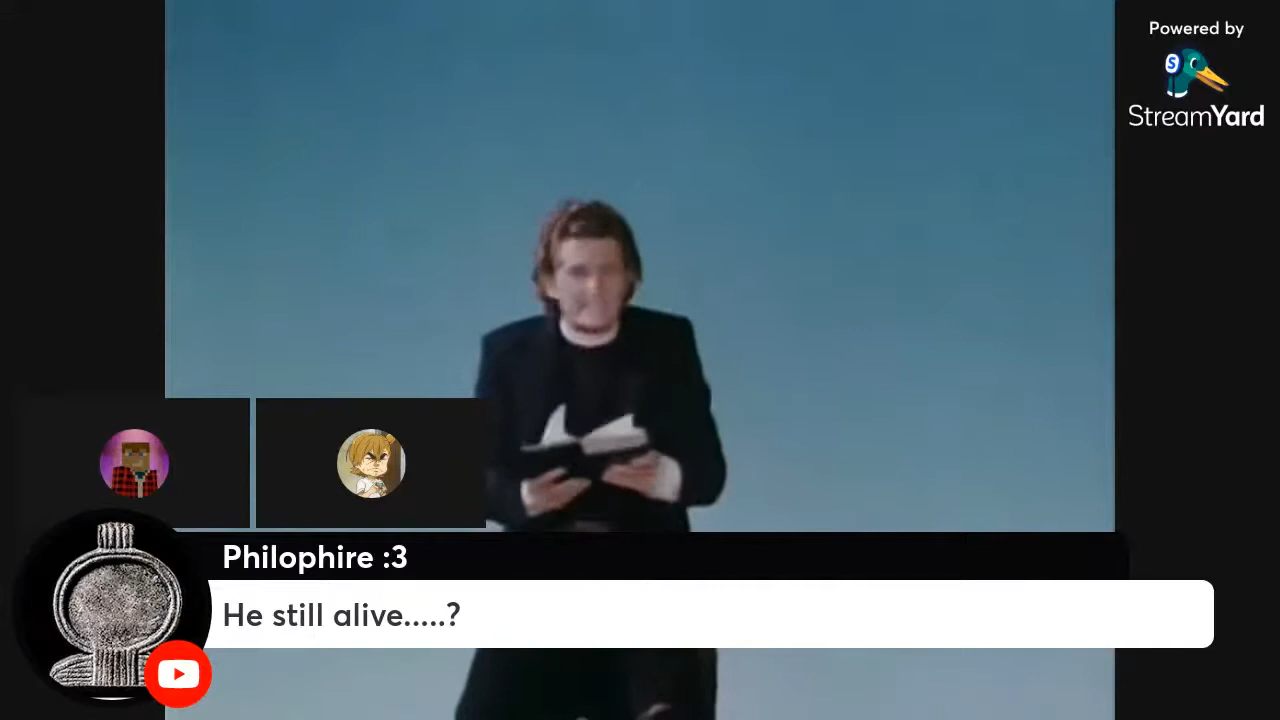 Powered by
S
StreamYard
Philophire :3
He still alive.....?